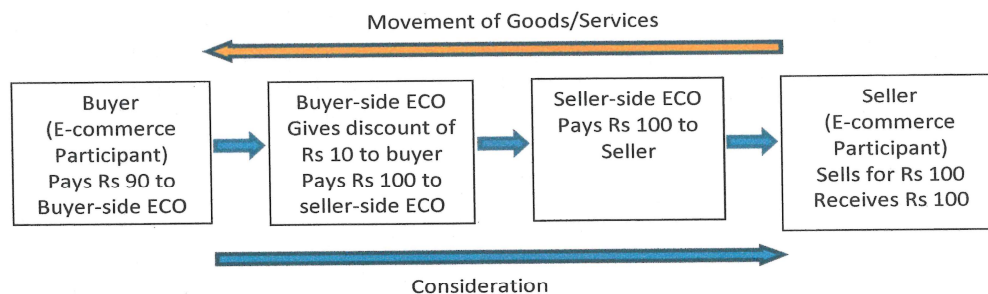 Movement of Goods/Services
Buyer
(E-commerce
Participant)
Pays Rs 90 to
Buyer-side ECO
Buyer-side ECO
Gives discount of
Rs 10 to buyer
Pays Rs 100 to
seller-side ECO
Seller-side ECO
Pays Rs 100 to
Seller
Seller
(E-commerce
Participant)
Sells for Rs 100
Receives Rs 100
Consideration